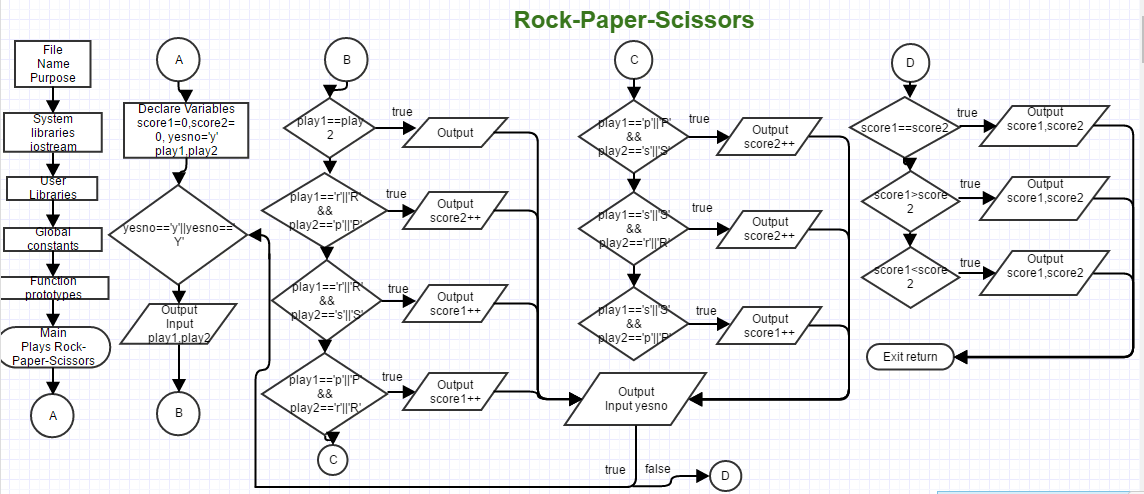 Rock-Paper-Scissors
File
Name
Purpose
System
libraries
iostream
User
Libraries
Global
constants
Function
prototypes
Main
Plays Rock-
Paper-Scissors
A
A
Declare Variables
score1=0,score2=
0, yesno='y'
play1,play2
yesno=='y'||yesno=='
Y'
Output
Input
play1,play2
B
B
play1==play
2
true
Output
play1=='r'||'R'
&&
play2=='p'||'P'
true
Output
score2++
play1=='r'||'R'
&&
play2=='s'||'S'
true
Output
score1++
play1=='p'||'P'
&&
play2=='r'||'R'
true
Output
score1++
C
C
play1=='p'||'P'
&&
play2=='s'||'S'
true
Output
score2++
play1=='s'||'S'
&&
play2=='r'||'R'
true
Output
score2++
play1=='s'||'S'
&&
play2=='p'||'P'
true
Output
score1++
Output
Input yesno
true
false
D
D
score1==score2
true
Output
score1,score2
score1>score
2
true
Output
score1,score2
score1<score
2
true
Output
score1,score2
Exit return